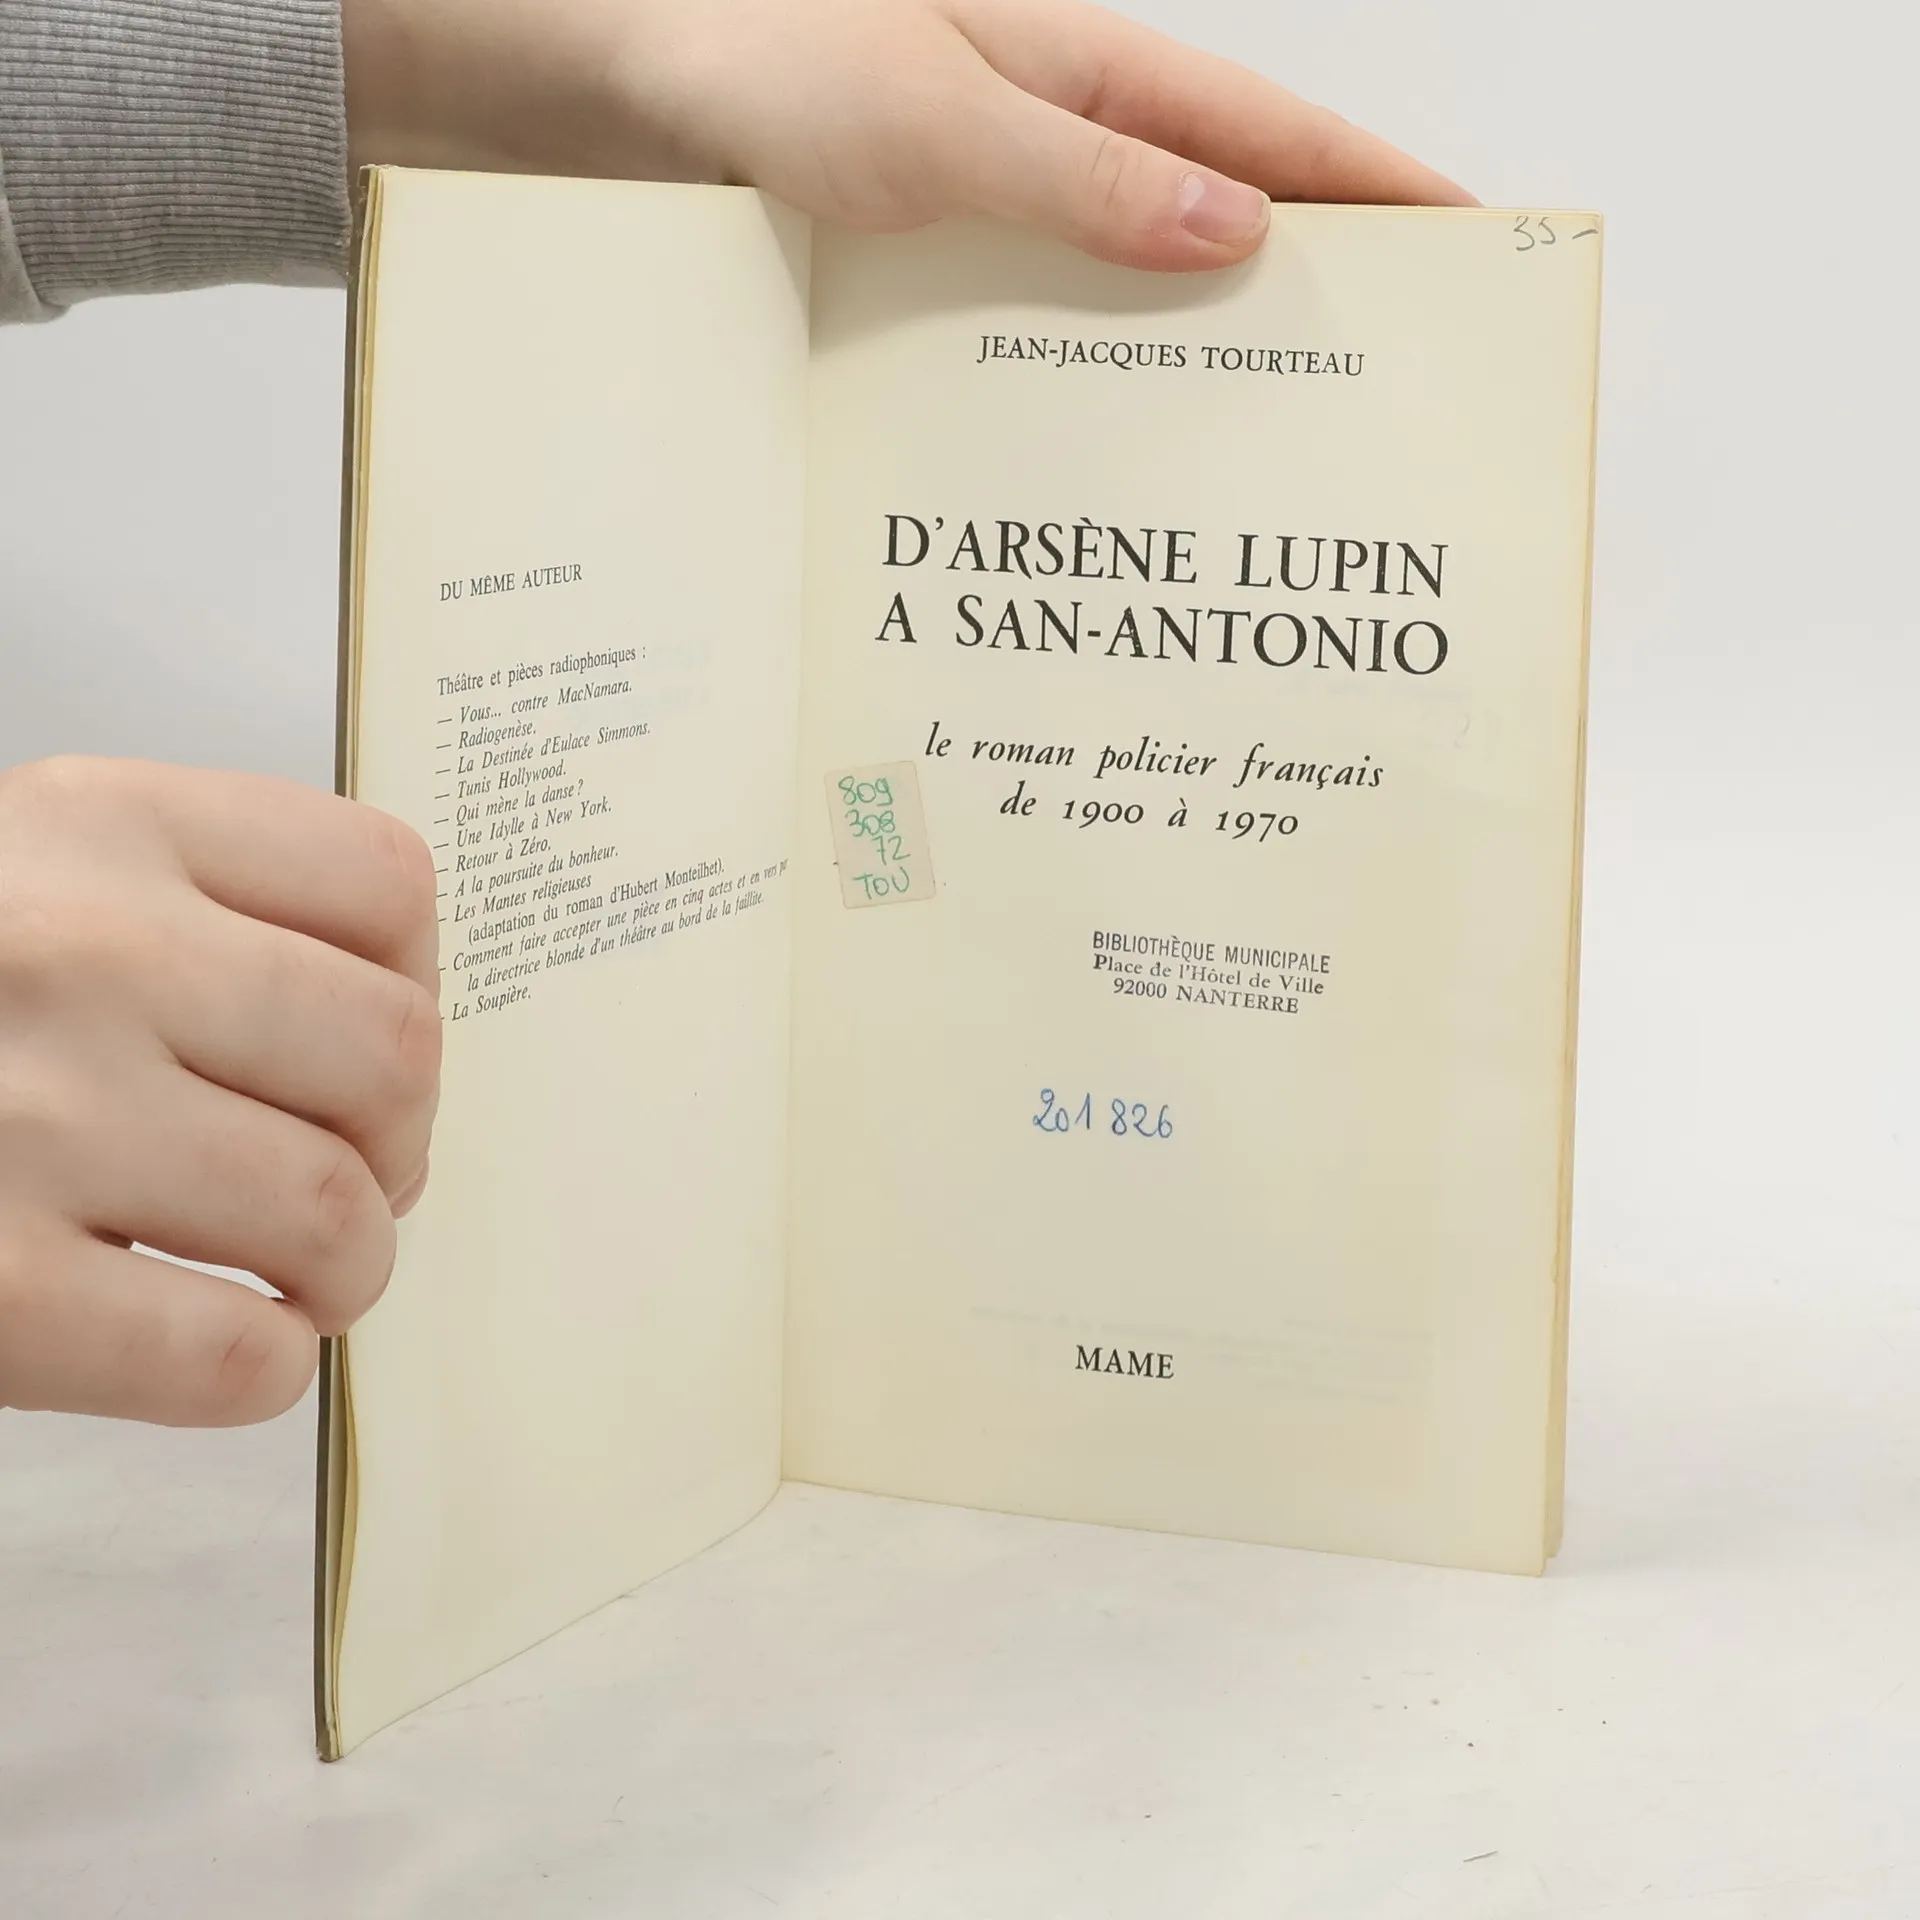 DU MÊME AUTEUR
Théâtre et pièces radiophoniques :
— Vous... contre MacNamara.
— Radiogenèse.
— La Destinée d'Eulace Simmons.
— Tunis Hollywood.
— Qui mène la danse ?
— Une Idylle à New York.
— Retour à Zéro.
— A la poursuite du bonheur.
— Les Mantes religieuses
(adaptation du roman d'Hubert Monteilhet).
- Comment faire accepter une pièce en cinq actes et en vers par
la directrice blonde d'un théâtre au bord de la faillite.
- La Soupière.
35 –
JEAN-JACQUES TOURTEAU
D'ARSÈNE LUPIN
A SAN-ANTONIO
le roman policier français
de 1900 à 1970
809
308
72
TOU
BIBLIOTHÈQUE MUNICIPALE
Place de l'Hôtel de Ville
92000 NANTERRE
201 826
MAME